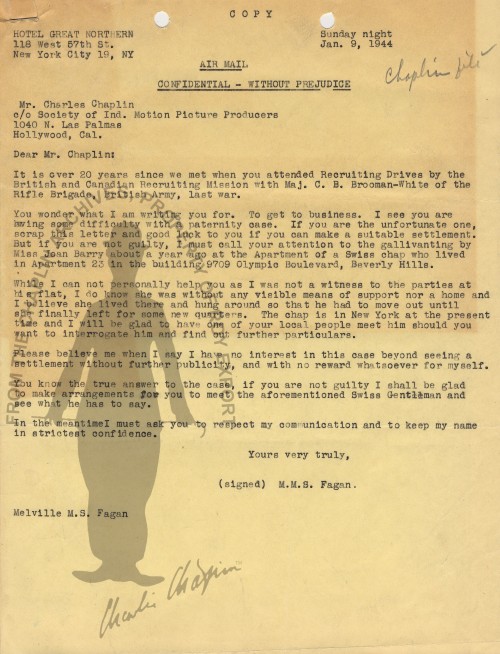 COPY
HOTEL GREAT NORTHERN
118 West 57th St.
New York City 19, NY
Sunday night
Jan. 9, 1944
AIR MAIL
Chaplin file
CONFIDENTIAL - WITHOUT PREJUDICE
Mr. Charles Chaplin
c/o Society of Ind. Motion Picture Producers
1040 N. Las Palmas
Hollywood, Cal.
Dear Mr. Chaplin:
It is over 20 years since we met when you attended Recruiting Drives by the
British and Canadian Recruiting Mission with Maj. C. B. Brooman-White of the
Rifle Brigade, British Army, last war.
You wonder what I am writing you for. To get to business. I see you are
having some difficulty with a paternity case. If you are the unfortunate one,
scrap this letter and good luck to you if you can make suitable settlement.
But if you are not guilty, I must call your attention to the gallivanting by
Miss Joan Barry about a year ago at the Apartment of a Swiss chap who lived
in Apartment 23 in the building 9709 Olympic Boulevard, Beverly Hills.
While I can not personally help you as I was not a witness to the parties at
his flat, I do know she was without any visible means of support nor a home and
I believe she lived there and hung around so that he had to move out until
she finally left for some new quarters. The chap is in New York at the present
time and I will be glad to have one of your local people meet him should you
want to interrogate him and find out further particulars.
Please believe me when I say I have no interest in this case beyond seeing a
settlement without further publicity, and with no reward whatsoever for myself.
You know the true answer to the case, if you are not guilty I shall be glad
to make arrangements for you to meet the aforementioned Swiss Gentleman and
see what he has to say.
In the meantimeI must ask you to respect my communication and to keep my name
in strictest confidence.
Yours very truly,
(signed) M.M.S. Fagan.
Melville M.S. Fagan
FROM THE CHAPLIN ARCHIVES
Charlie Chaplin